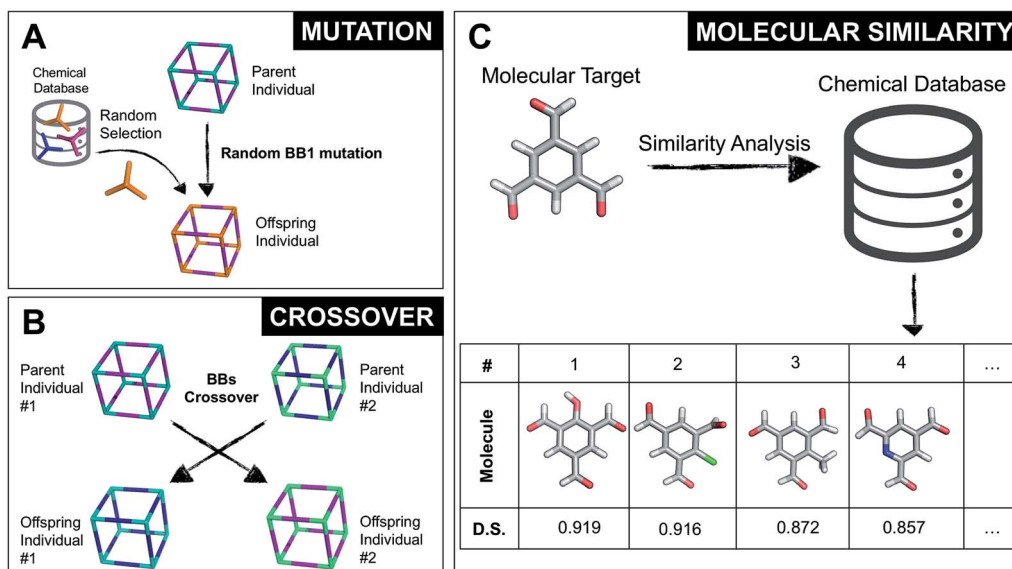 A
MUTATION
Chemical
Database
Random
Selection
Parent
Individual
Random BB1 mutation
Offspring
Individual
B
CROSSOVER
Parent
Individual
#1
BBs
Crossover
Parent
Individual
#2
Offspring
Individual
#1
Offspring
Individual
#2
C
MOLECULAR SIMILARITY
Molecular Target
Chemical Database
Similarity Analysis
# 1 2 3 4 ...
Molecule
D.S. 0.919 0.916 0.872 0.857 ...